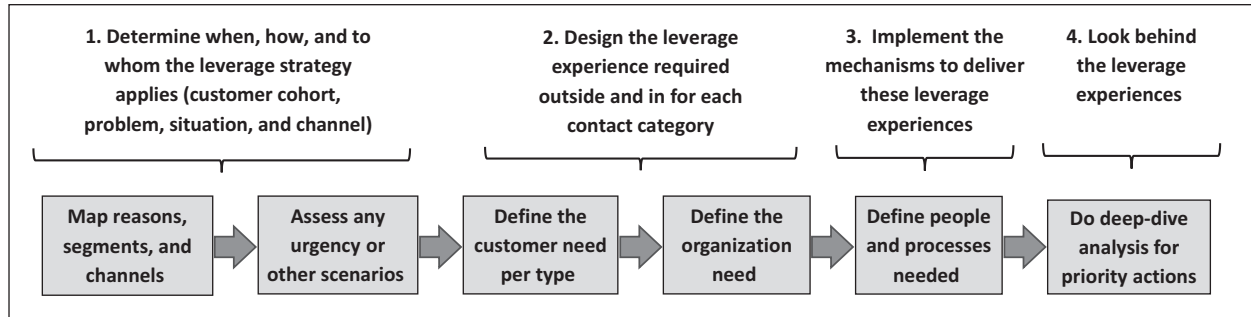 1. Determine when, how, and to
whom the leverage strategy
applies (customer cohort,
problem, situation, and channel)
2. Design the leverage
experience required
outside and in for each
contact category
3. Implement the
mechanisms to deliver
these leverage
experiences
4. Look behind
the leverage
experiences
Map reasons,
segments, and
channels
Assess any
urgency or
other scenarios
Define the
customer need
per type
Define the
organization
need
Define people
and processes
needed
Do deep-dive
analysis for
priority actions